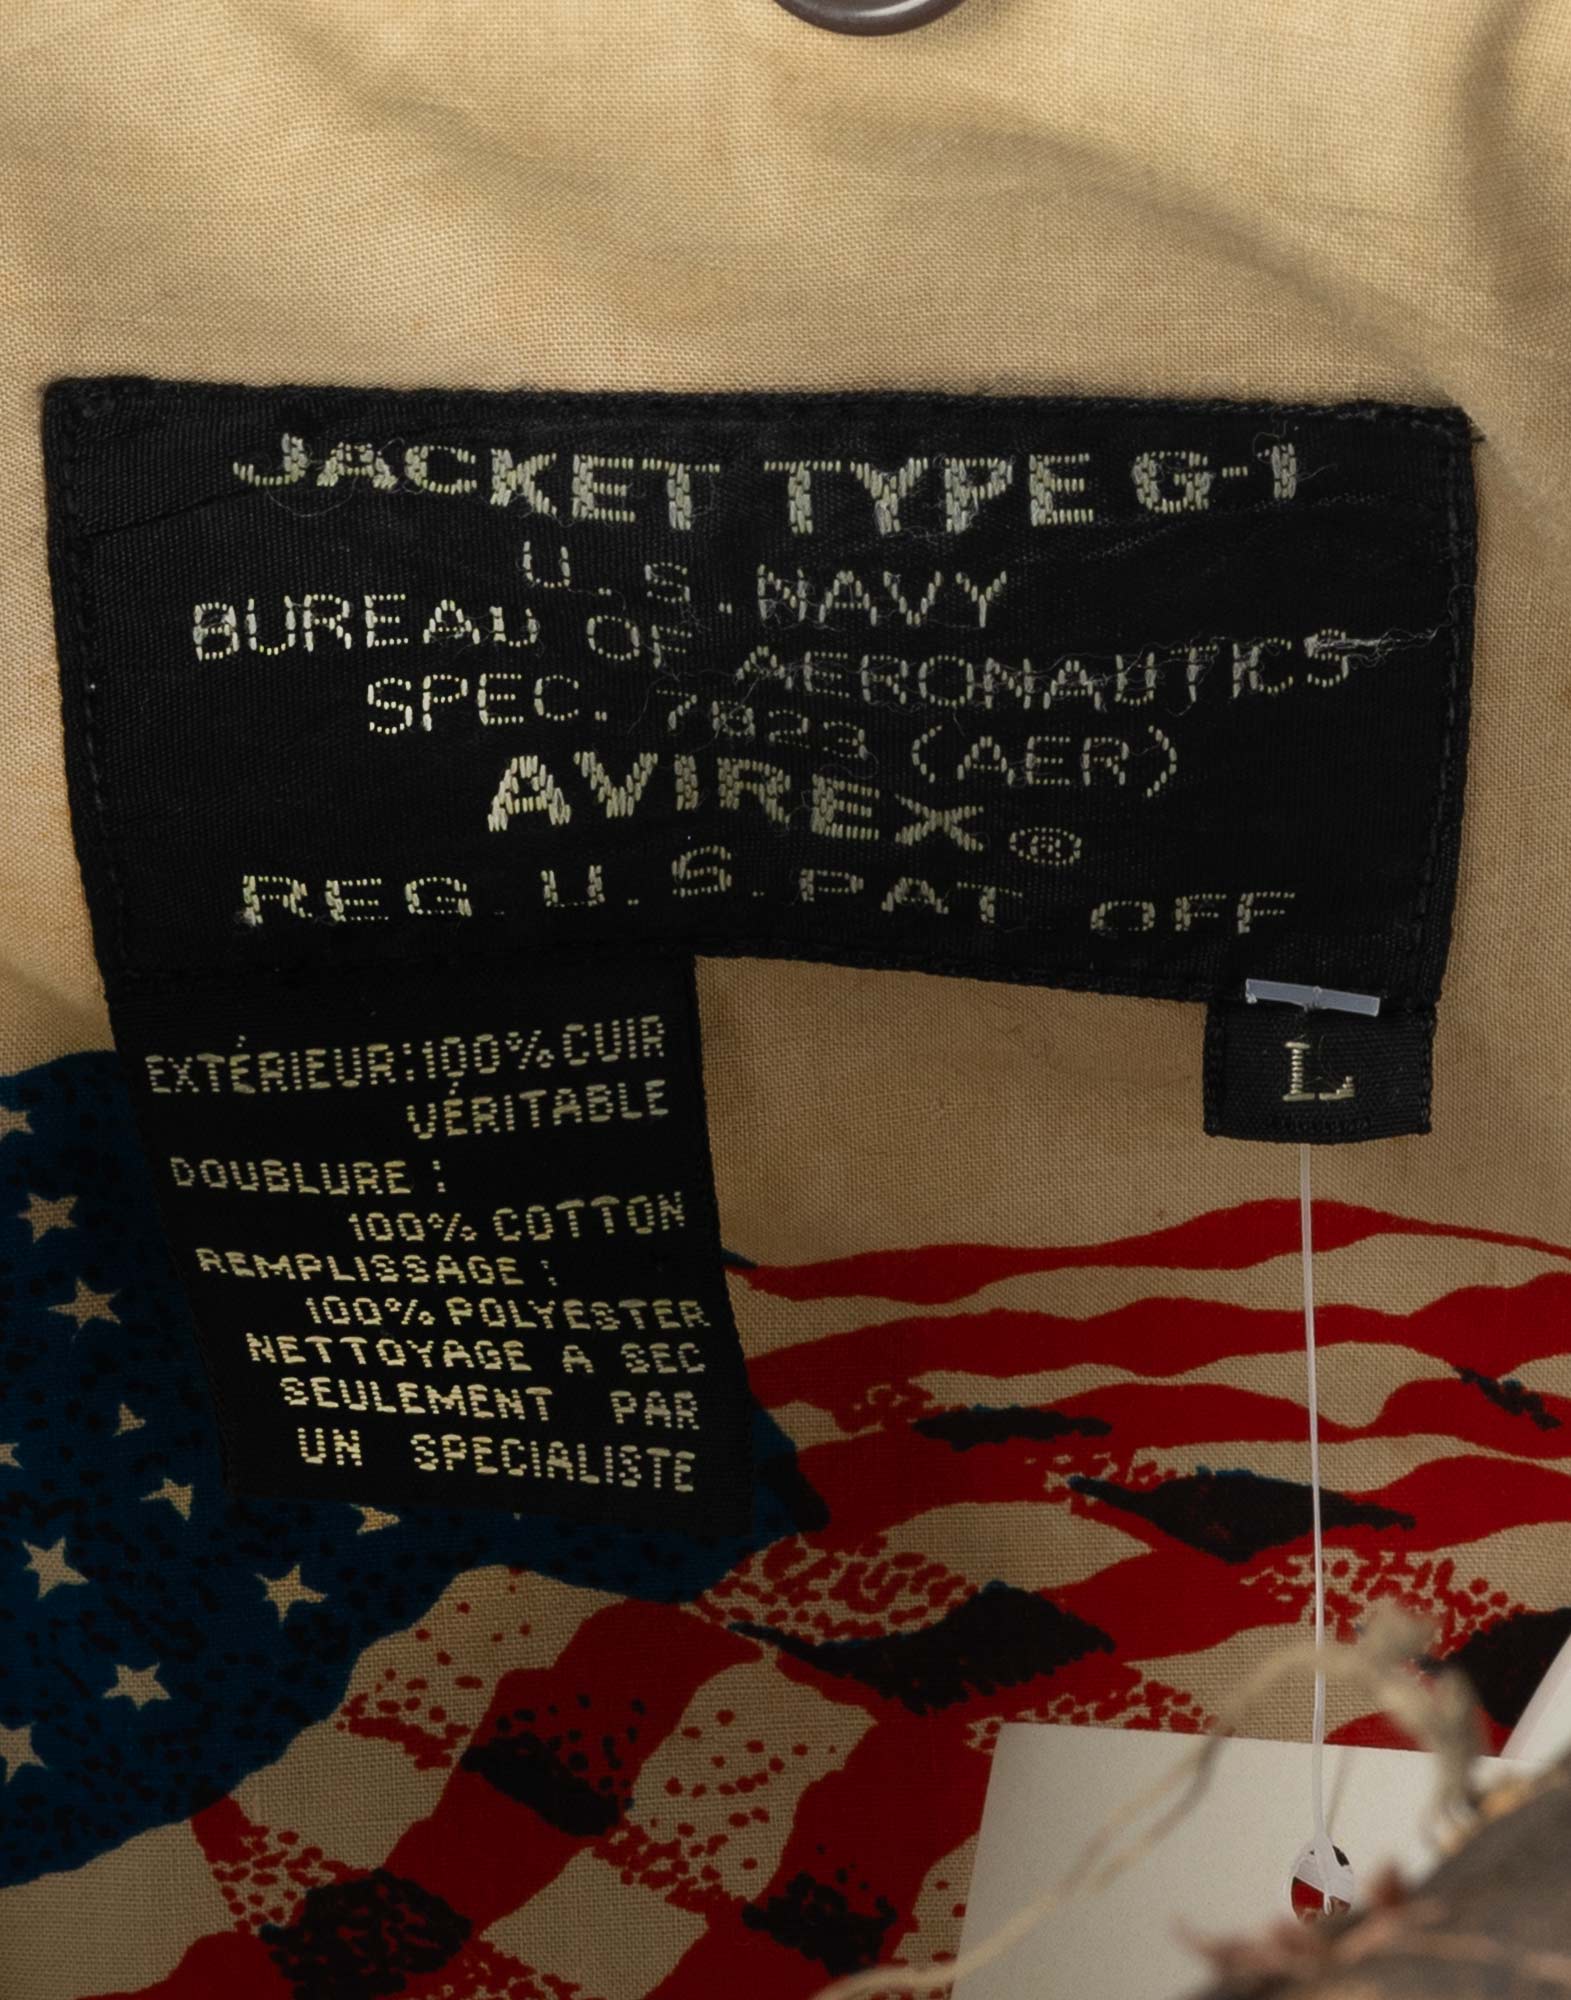 JACKET TYPE G-1
U.S. NAVY
BUREAU OF AERONAUTICS
SPEC. 7823 (AER)
AVIREX®
REG. U.S. PAT OFF
L
EXTÉRIEUR:100% CUIR
VÉRITABLE
DOUBLURE :
100% COTTON
REMPLISSAGE :
100% POLYESTER
NETTOYAGE A SEC
SEULEMENT PAR
UN SPECIALISTE